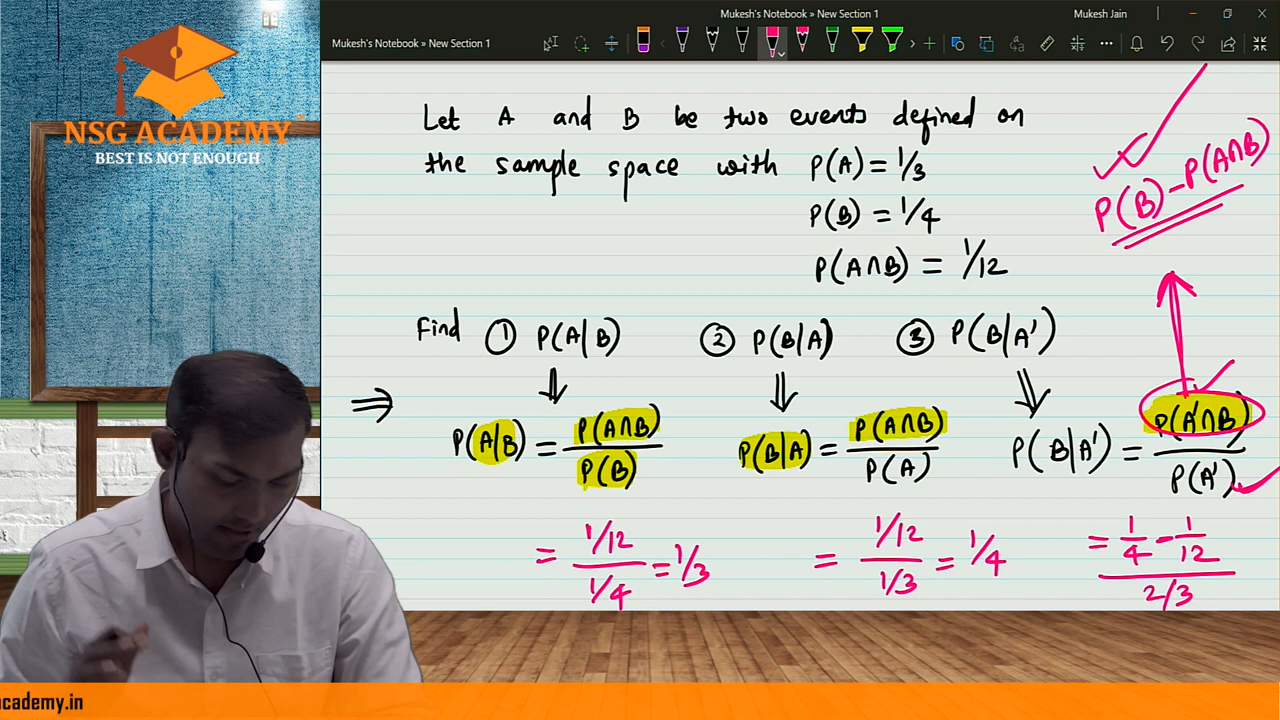 Mukesh's Notebook » New Section 1
Mukesh Jain
Mukesh's Notebook » New Section 1
NSG ACADEMY
BEST IS NOT ENOUGH
Let A and B be two events defined on
the sample space with P(A) = 1/3
P(B) = 1/4
P(A∩B) = 1/12
P(B) - P(A∩B)
Find ① P(A|B) ② P(B|A) ③ P(B|A')
⇒ P(A|B) = P(A∩B) / P(B) P(B|A) = P(A∩B) / P(A) P(B|A') = P(A'∩B) / P(A')
= 1/12 / 1/4 = 1/3 = 1/12 / 1/3 = 1/4 = 1/4 - 1/12 / 2/3
academy.in